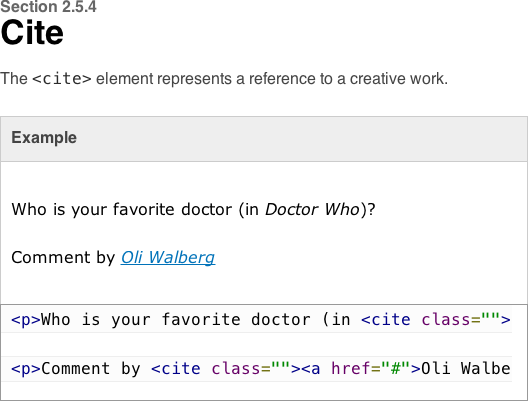 Section 2.5.4
Cite
The <cite> element represents a reference to a creative work.
Example
Who is your favorite doctor (in Doctor Who)?
Comment by Oli Walberg
<p>Who is your favorite doctor (in <cite class="">
<p>Comment by <cite class=""><a href="#">Oli Walbe